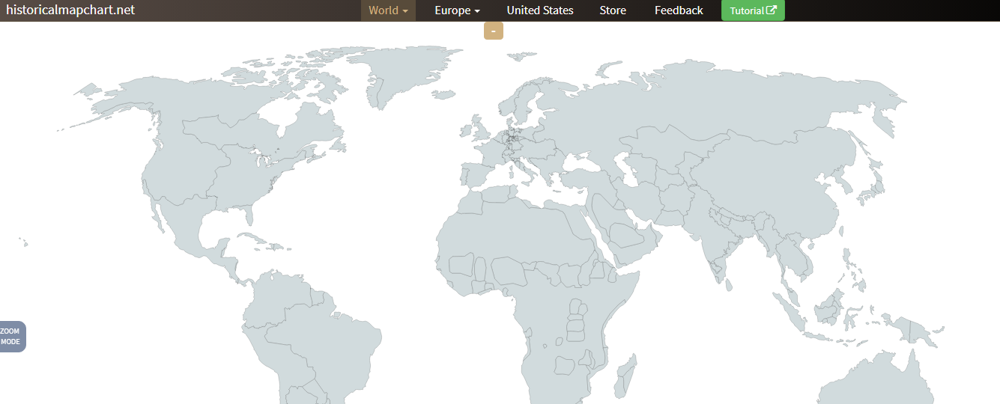 historicalmapchart.net World Europe United States Store Feedback Tutorial
-
ZOOM
MODE